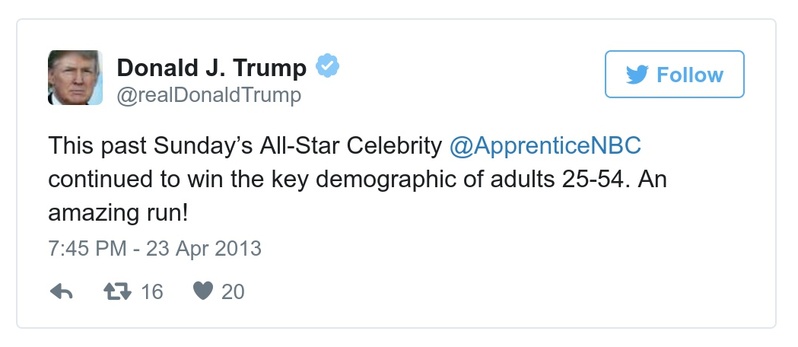 Donald J. Trump
@realDonaldTrump
Follow
This past Sunday’s All-Star Celebrity @ApprenticeNBC
continued to win the key demographic of adults 25-54. An
amazing run!
7:45 PM - 23 Apr 2013
16 20